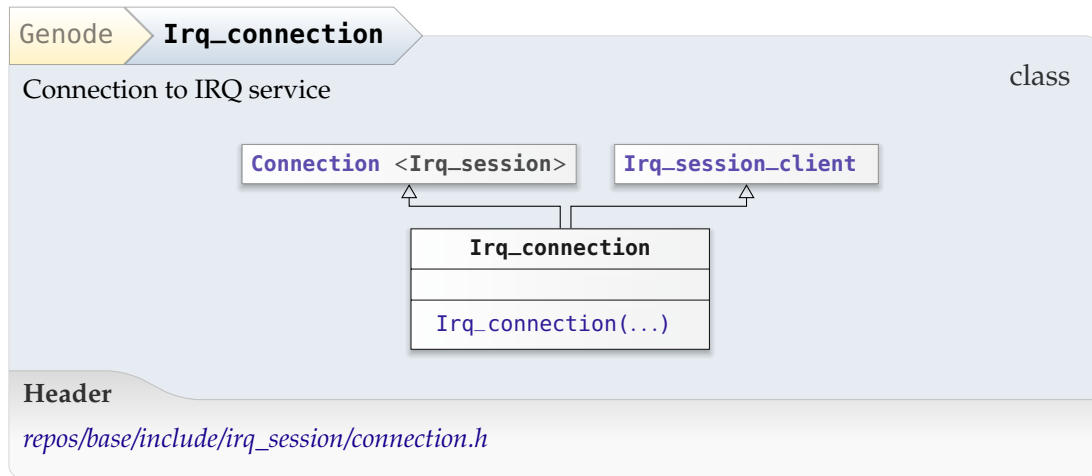 Genode Irq_connection
Connection to IRQ service
class
Connection <Irq_session>
Irq_session_client
Irq_connection
Irq_connection(...)
Header
repos/base/include/irq_session/connection.h